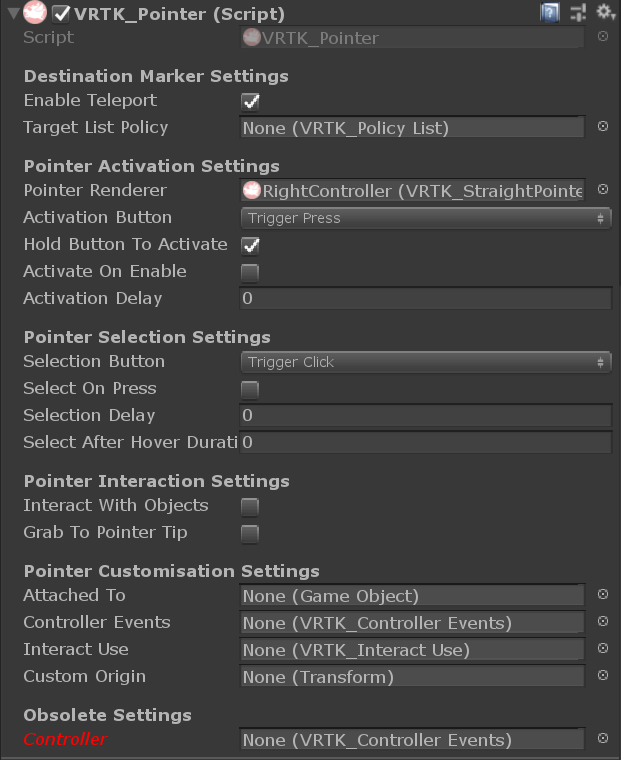 VRTK_Pointer (Script)
Script VRTK_Pointer
Destination Marker Settings
Enable Teleport
Target List Policy None (VRTK_Policy List)
Pointer Activation Settings
Pointer Renderer RightController (VRTK_StraightPointe
Activation Button Trigger Press
Hold Button To Activate
Activate On Enable
Activation Delay 0
Pointer Selection Settings
Selection Button Trigger Click
Select On Press
Selection Delay 0
Select After Hover Durati 0
Pointer Interaction Settings
Interact With Objects
Grab To Pointer Tip
Pointer Customisation Settings
Attached To None (Game Object)
Controller Events None (VRTK_Controller Events)
Interact Use None (VRTK_Interact Use)
Custom Origin None (Transform)
Obsolete Settings
Controller None (VRTK_Controller Events)